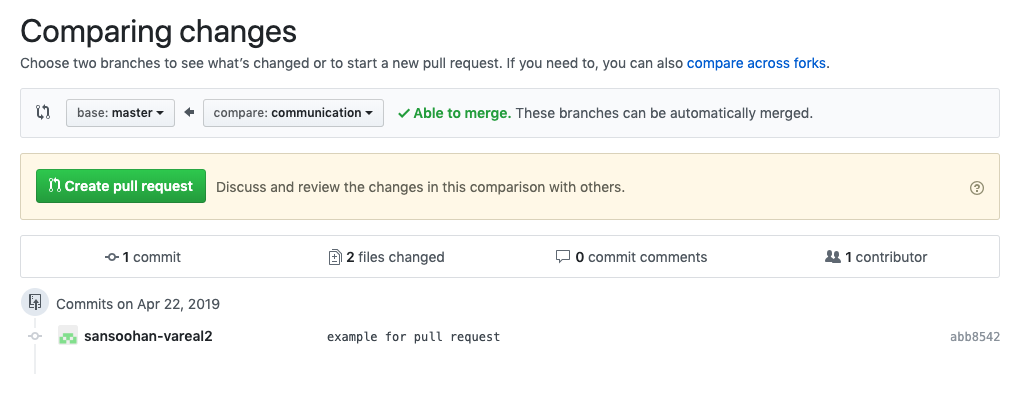 Comparing changes
Choose two branches to see what's changed or to start a new pull request. If you need to, you can also compare across forks.
base: master compare: communication Able to merge. These branches can be automatically merged.
Create pull request Discuss and review the changes in this comparison with others.
1 commit 2 files changed 0 commit comments 1 contributor
Commits on Apr 22, 2019
sansoohan-vareal2 example for pull request abb8542